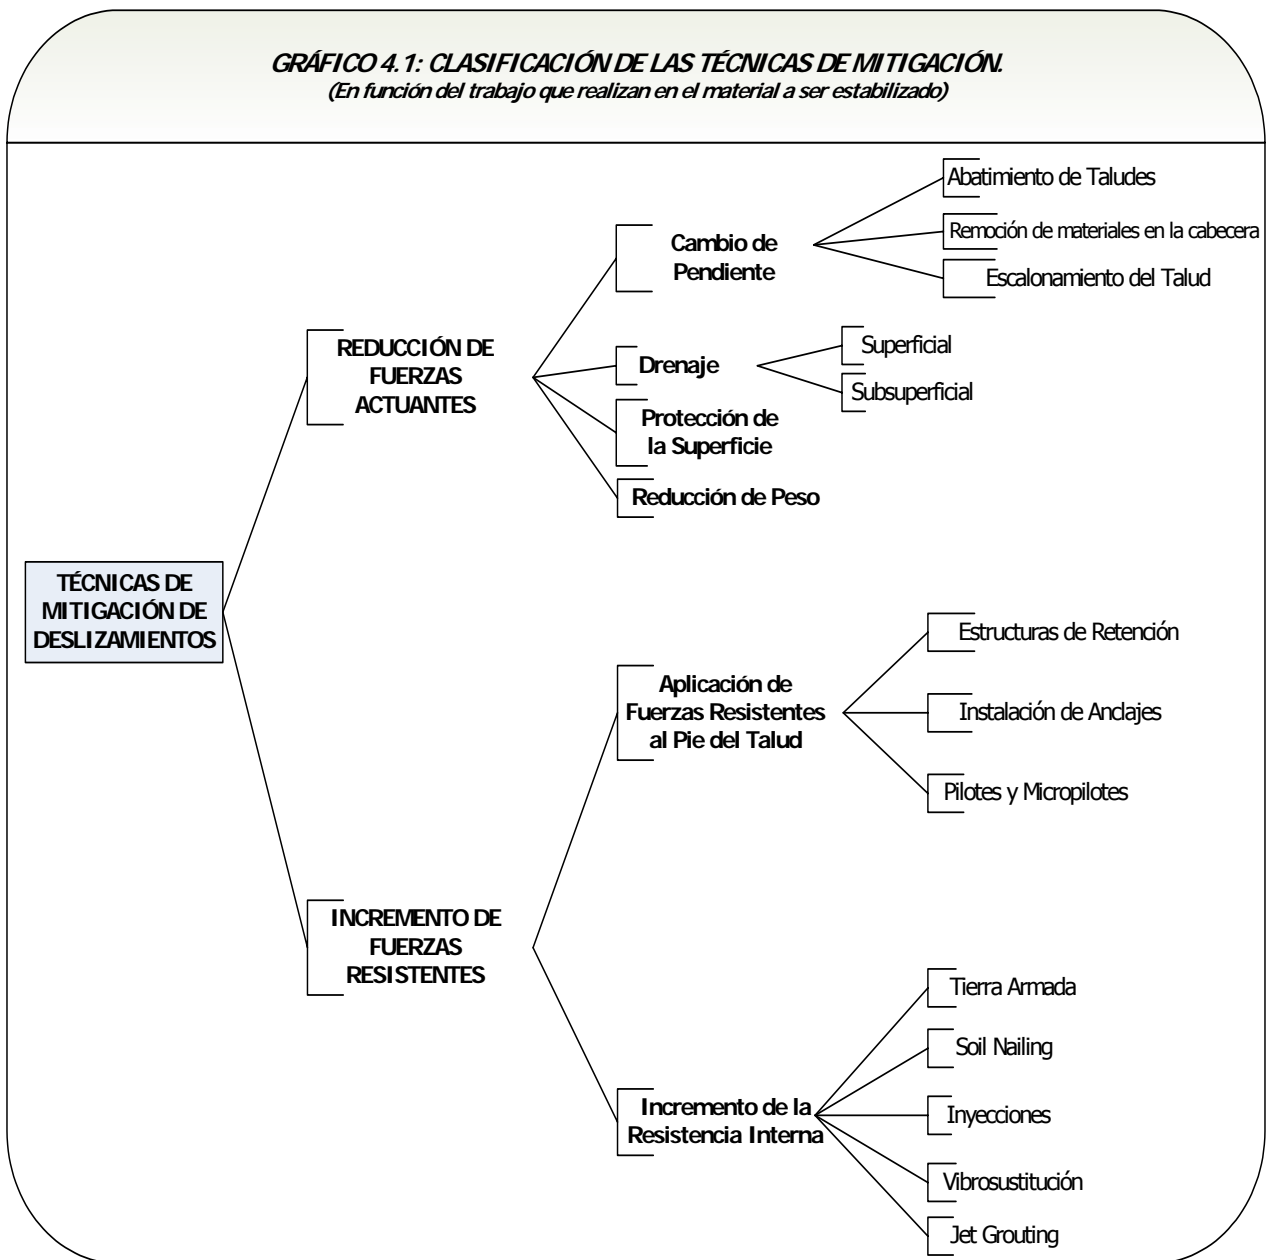 GRÁFICO 4.1: CLASIFICACIÓN DE LAS TÉCNICAS DE MITIGACIÓN.
(En función del trabajo que realizan en el material a ser estabilizado)
TÉCNICAS DE
MITIGACIÓN DE
DESLIZAMIENTOS
REDUCCIÓN DE
FUERZAS
ACTUANTES
Cambio de
Pendiente
Abatimiento de Taludes
Remoción de materiales en la cabecera
Escalonamiento del Talud
Drenaje
Superficial
Subsuperficial
Protección de
la Superficie
Reducción de Peso
INCREMENTO DE
FUERZAS
RESISTENTES
Aplicación de
Fuerzas Resistentes
al Pie del Talud
Estructuras de Retención
Instalación de Anclajes
Pilotes y Micropilotes
Incremento de la
Resistencia Interna
Tierra Armada
Soil Nailing
Inyecciones
Vibrosustitución
Jet Grouting